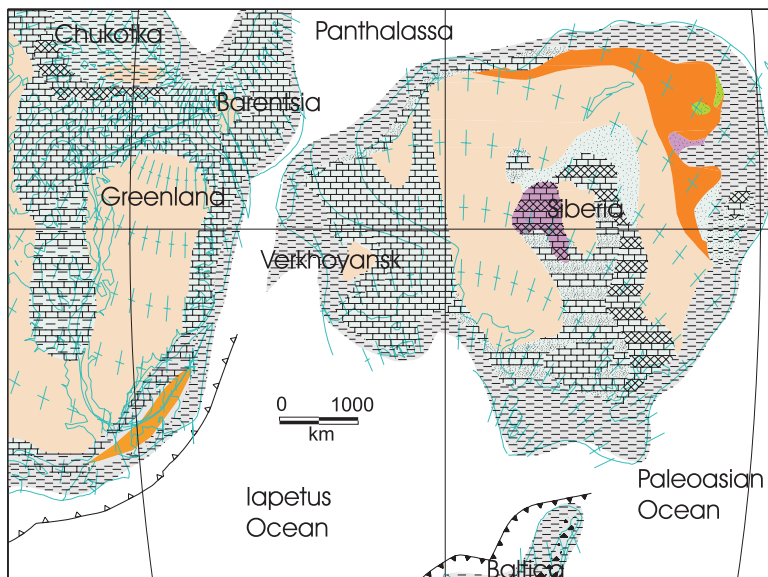 Chukotka
Panthalassa
Barentsia
Greenland
Siberia
Verkhoyansk
0 1000
km
Iapetus
Ocean
Paleoasian
Ocean
Baltica